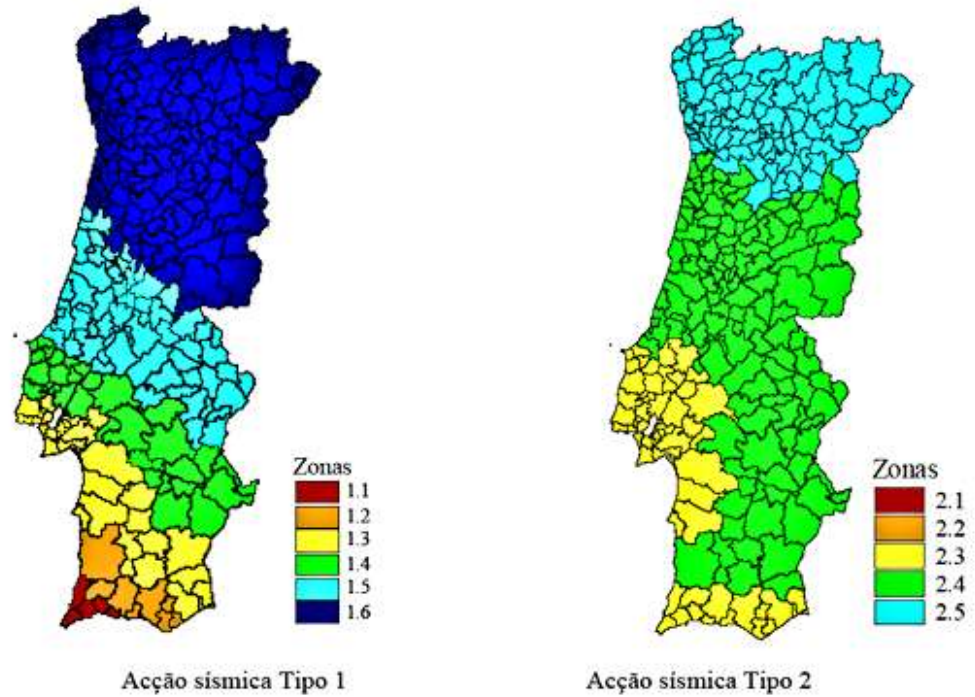 Zonas
1.1
1.2
1.3
1.4
1.5
1.6
Acção sísmica Tipo 1
Zonas
2.1
2.2
2.3
2.4
2.5
Acção sísmica Tipo 2